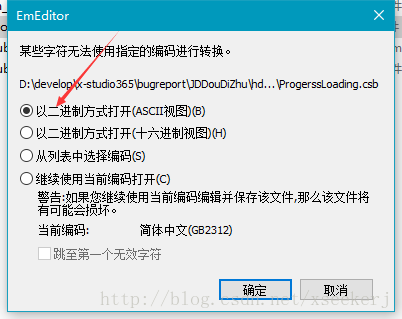 EmEditor
某些字符无法使用指定的编码进行转换。
D:\develop\x-studio365\bugreport\JDDouDiZhu\hd...\ProgerssLoading.csb
以二进制方式打开(ASCII视图)(B)
以二进制方式打开(十六进制视图)(H)
从列表中选择编码(S)
继续使用当前编码打开(C)
警告:如果您继续使用当前编码编辑并保存该文件,那么该文件将
有可能会损坏。
当前编码: 简体中文(GB2312)
跳至第一个无效字符
确定 取消
http://blog.csdn.net/xseekerj